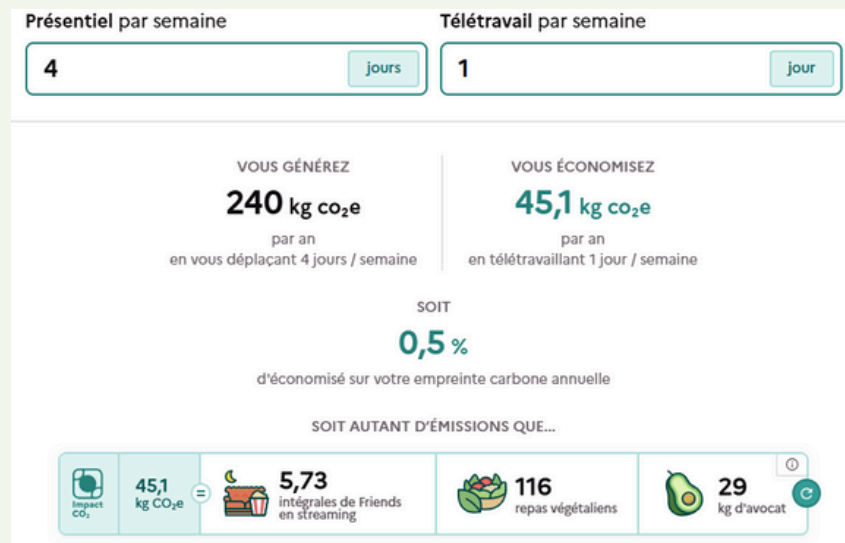 Présentiel par semaine
Télétravail par semaine
4 jours
1 jour
VOUS GÉNÉREZ
240 kg co₂e
par an
en vous déplaçant 4 jours / semaine
VOUS ÉCONOMISEZ
45,1 kg co₂e
par an
en télétravaillant 1 jour / semaine
SOIT
0,5 %
d'économisé sur votre empreinte carbone annuelle
SOIT AUTANT D'ÉMISSIONS QUE...
Impact
CO₂
45,1
kg CO₂e
=
5,73
intégrales de Friends
en streaming
116
repas végétaliens
29
kg d'avocat